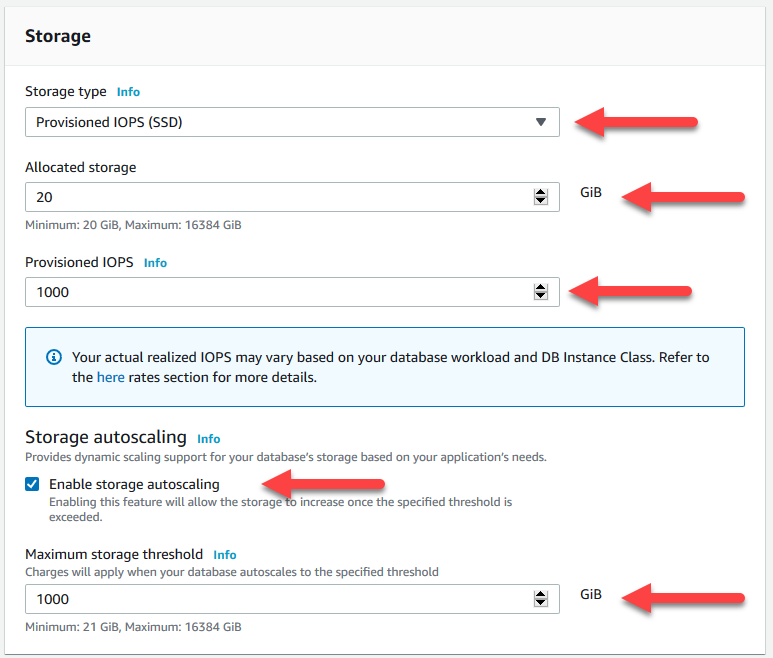 Storage
Storage type Info
Provisioned IOPS (SSD)
Allocated storage
20
GiB
Minimum: 20 GiB, Maximum: 16384 GiB
Provisioned IOPS Info
1000
Your actual realized IOPS may vary based on your database workload and DB Instance Class. Refer to
the here rates section for more details.
Storage autoscaling Info
Provides dynamic scaling support for your database's storage based on your application's needs.
Enable storage autoscaling
Enabling this feature will allow the storage to increase once the specified threshold is
exceeded.
Maximum storage threshold Info
Charges will apply when your database autoscales to the specified threshold
1000
GiB
Minimum: 21 GiB, Maximum: 16384 GiB